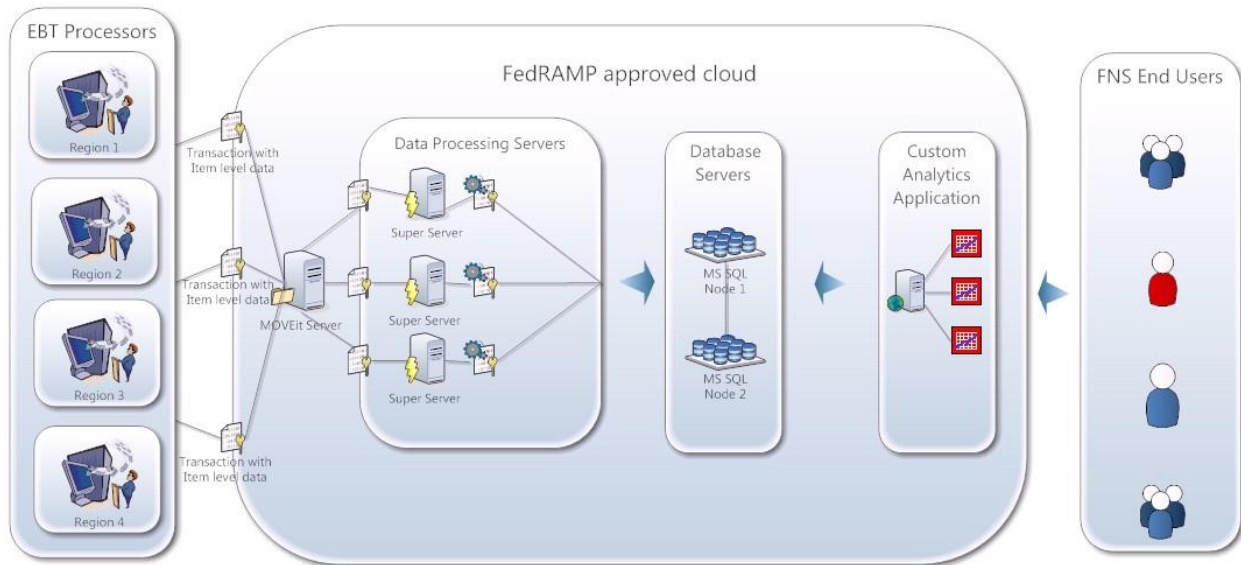 EBT Processors
Region 1
Region 2
Region 3
Region 4
Transaction with
Item level data
Transaction with
Item level data
Transaction with
Item level data
FedRAMP approved cloud
MOVEit Server
Data Processing Servers
Super Server
Super Server
Super Server
Database
Servers
MS SQL
Node 1
MS SQL
Node 2
Custom
Analytics
Application
FNS End Users